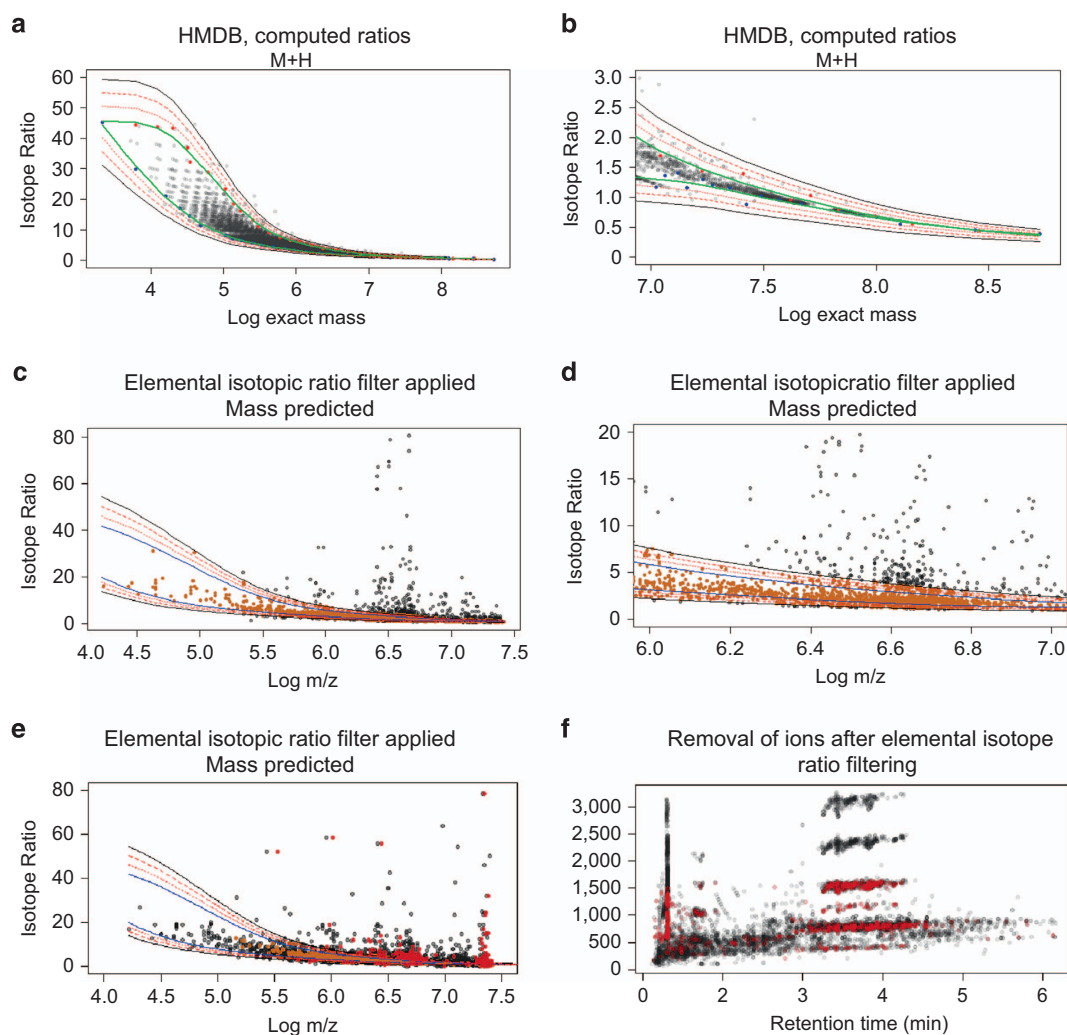 a
HMDB, computed ratios
M+H
60
50
40
30
20
10
0
Isotope Ratio
4 5 6 7 8
Log exact mass
b
HMDB, computed ratios
M+H
3.0
2.5
2.0
1.5
1.0
0.5
0.0
Isotope Ratio
7.0 7.5 8.0 8.5
Log exact mass
c
Elemental isotopic ratio filter applied
Mass predicted
80
60
40
20
0
Isotope Ratio
4.0 4.5 5.0 5.5 6.0 6.5 7.0 7.5
Log m/z
d
Elemental isotopicratio filter applied
Mass predicted
20
15
10
5
0
Isotope Ratio
6.0 6.2 6.4 6.6 6.8 7.0
Log m/z
e
Elemental isotopic ratio filter applied
Mass predicted
80
60
40
20
0
Isotope Ratio
4.0 4.5 5.0 5.5 6.0 6.5 7.0 7.5
Log m/z
f
Removal of ions after elemental isotope
ratio filtering
3,000
2,500
2,000
1,500
1,000
500
0
0 1 2 3 4 5 6
Retention time (min)